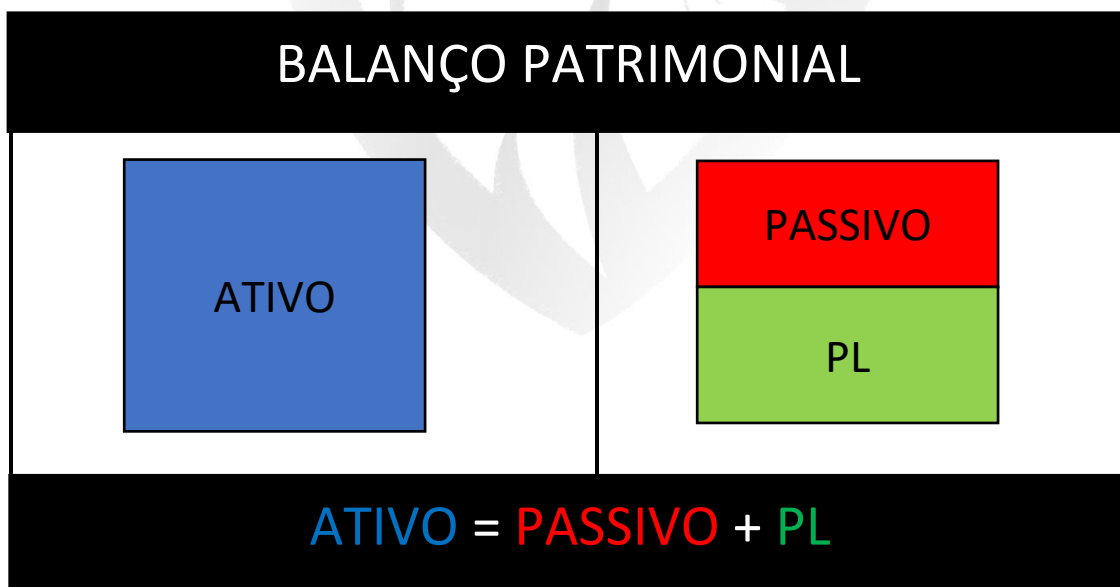 BALANÇO PATRIMONIAL
ATIVO
PASSIVO
PL
ATIVO = PASSIVO + PL